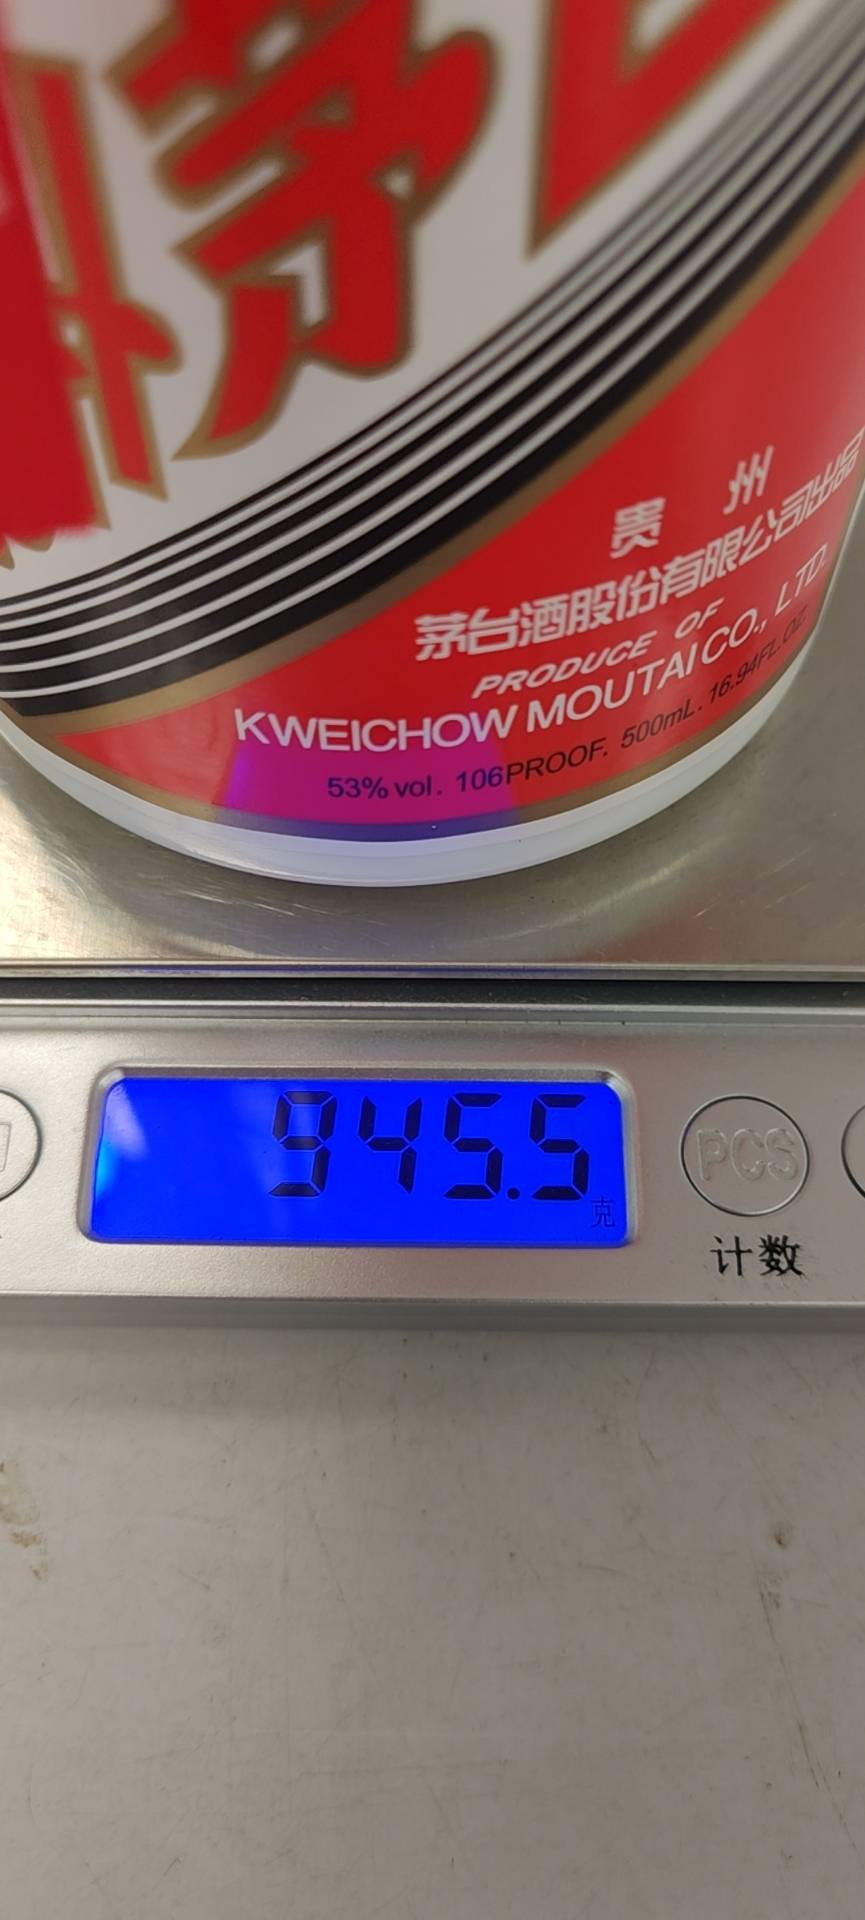 茅
贵 州
茅台酒股份有限公司出品
PRODUCE OF
KWEICHOW MOUTAI CO., LTD.
53% vol. 106PROOF. 500mL. 16.94FL.OZ.
945.5
克
PCS
计数